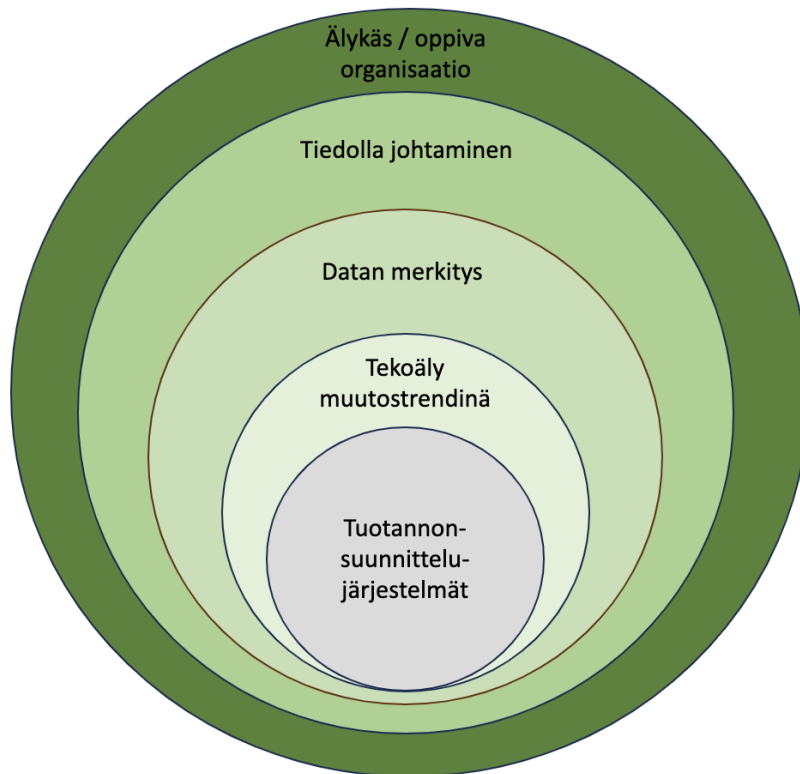 Älykäs / oppiva
organisaatio
Tiedolla johtaminen
Datan merkitys
Tekoäly
muutostrendinä
Tuotannon-
suunnittelu-
järjestelmät